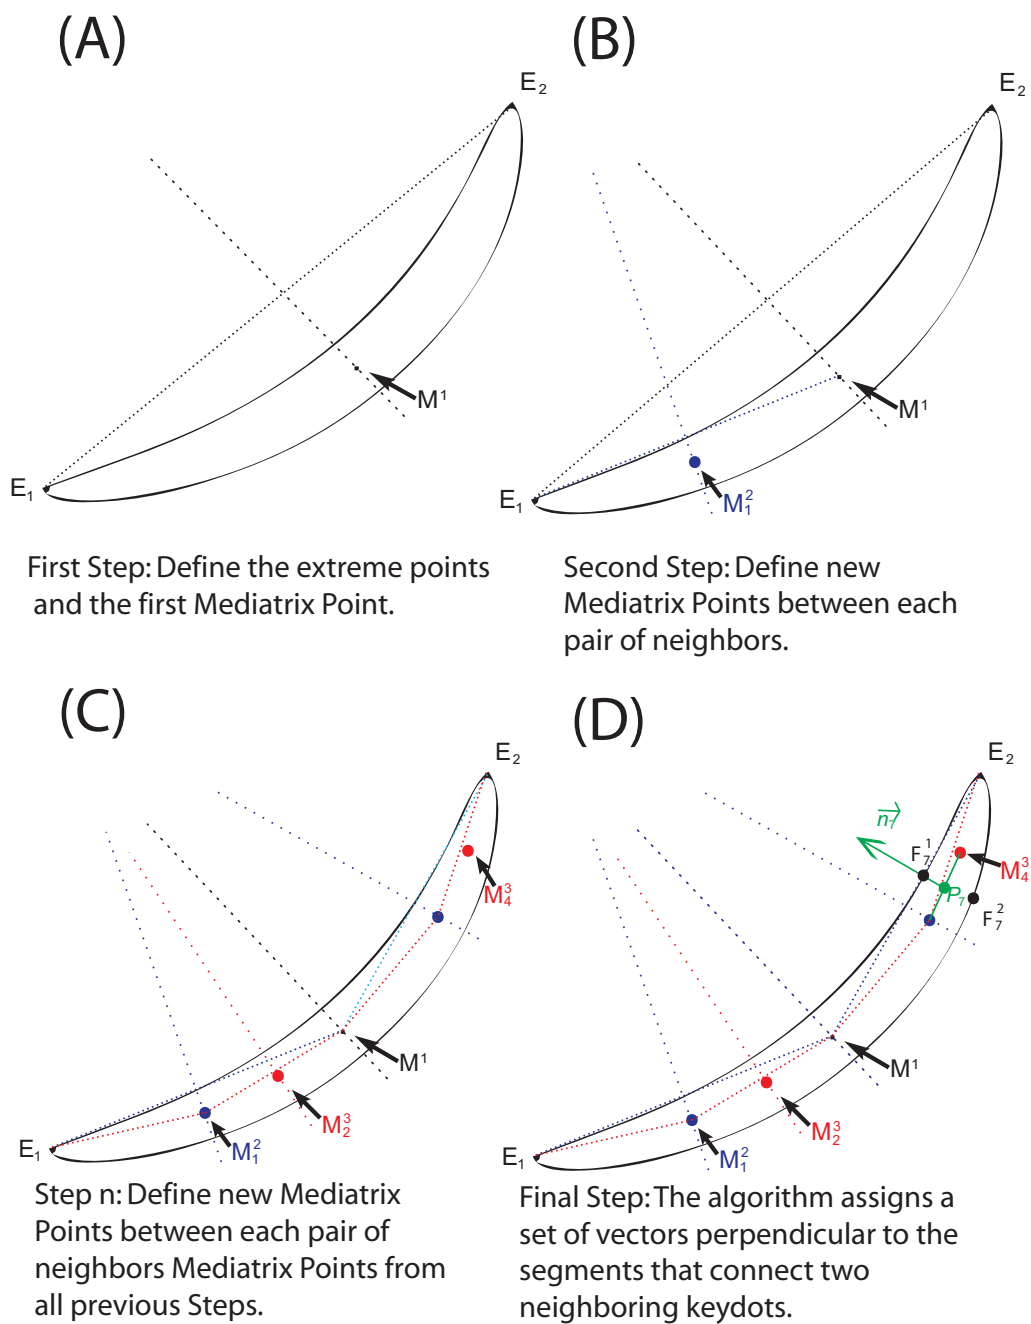 (A)
E₂
M¹
E₁
First Step: Define the extreme points
and the first Mediatrix Point.
(B)
E₂
M¹
E₁
M₁²
Second Step: Define new
Mediatrix Points between each
pair of neighbors.
(C)
E₂
M₄³
M¹
E₁
M₂³
M₁²
Step n: Define new Mediatrix
Points between each pair of
neighbors Mediatrix Points from
all previous Steps.
(D)
E₂
n₇
F₇¹
M₄³
P₇
F₇²
M¹
E₁
M₂³
M₁²
Final Step: The algorithm assigns a
set of vectors perpendicular to the
segments that connect two
neighboring keydots.